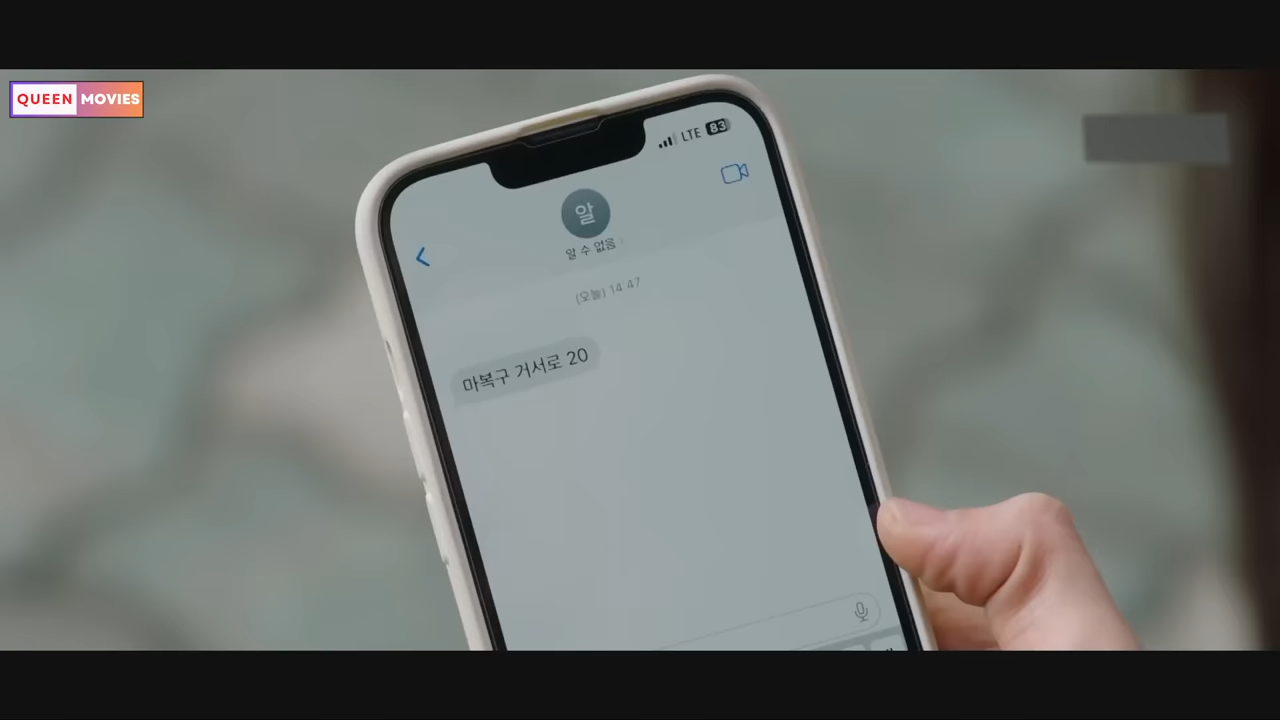 QUEEN MOVIES
LTE 83
알
알 수 없음
(오늘) 14 47
마복구 거서로 20